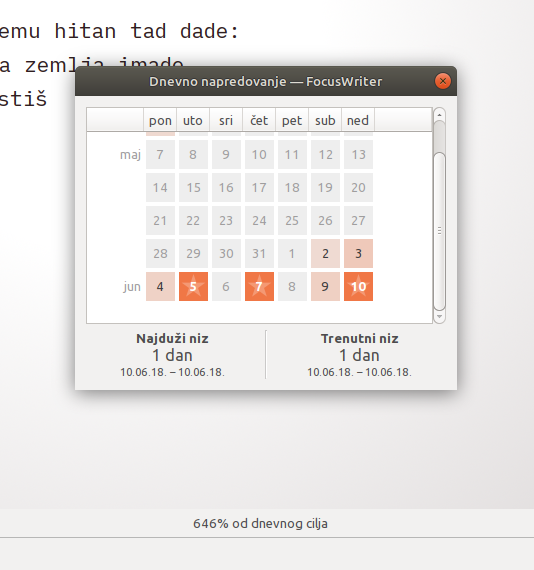 emu hitan tad dade:
a zemlja imade
stiš
Dnevno napredovanje — FocusWriter
pon uto sri čet pet sub ned
maj 7 8 9 10 11 12 13
14 15 16 17 18 19 20
21 22 23 24 25 26 27
28 29 30 31 1 2 3
jun 4 5 6 7 8 9 10
Najduži niz
1 dan
10.06.18. – 10.06.18.
Trenutni niz
1 dan
10.06.18. – 10.06.18.
646% od dnevnog cilja